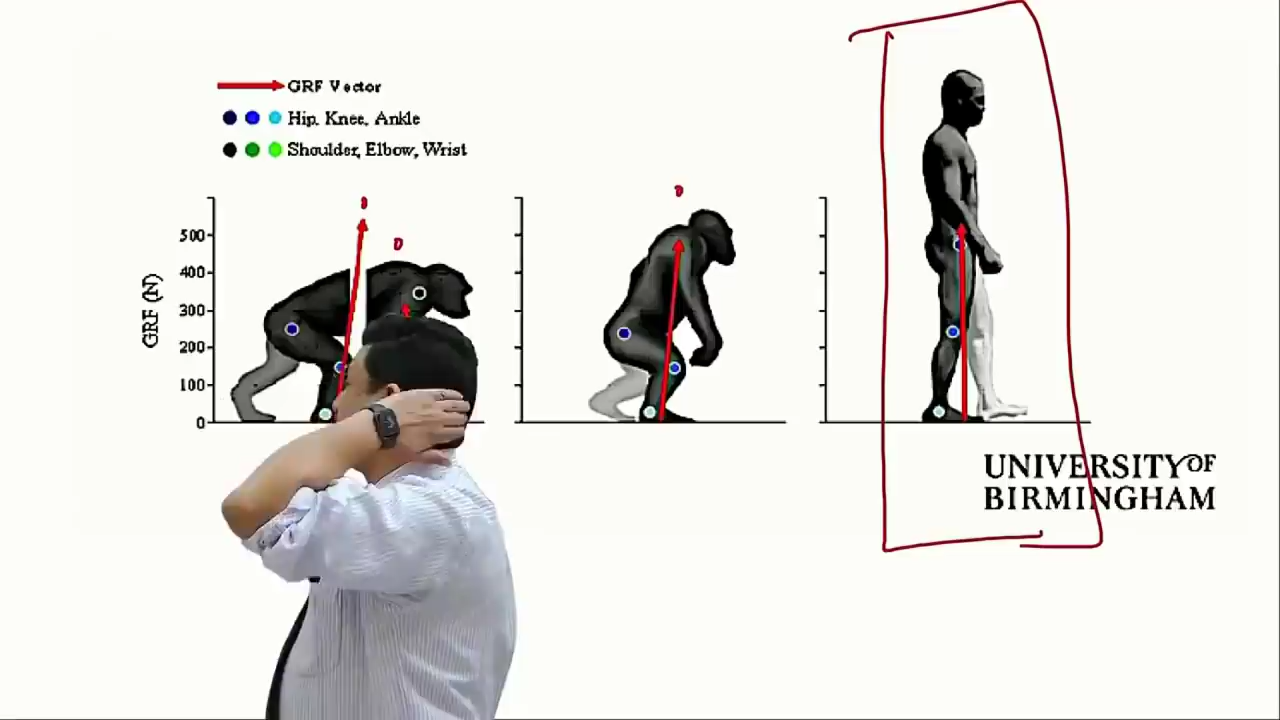 GRF Vector
Hip, Knee, Ankle
Shoulder, Elbow, Wrist
GRF (N)
500
400
300
200
100
0
UNIVERSITY OF
BIRMINGHAM